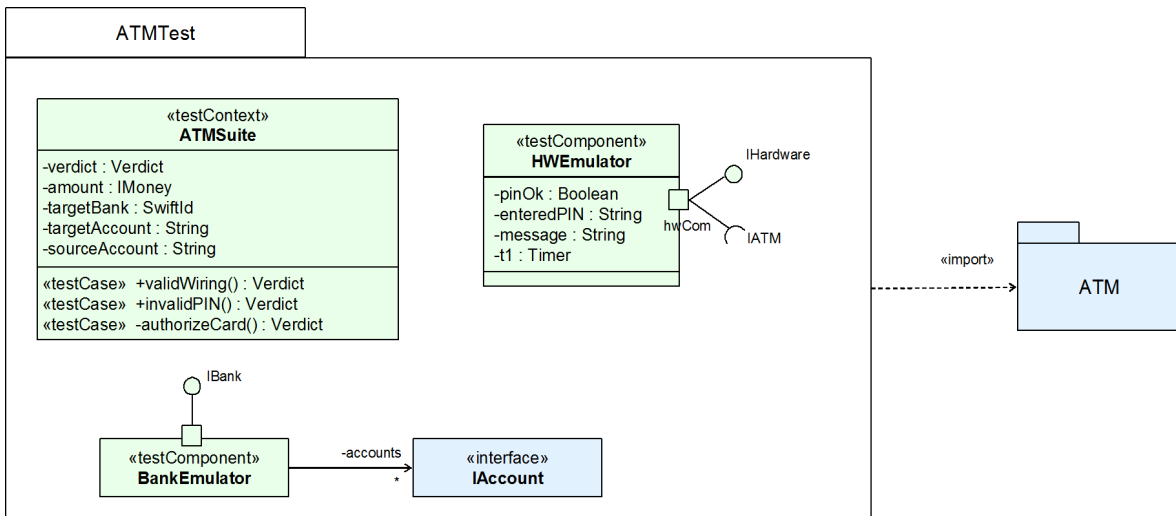 ATMTest
«testContext»
ATMSuite
-verdict : Verdict
-amount : IMoney
-targetBank : SwiftId
-targetAccount : String
-sourceAccount : String
«testCase» +validWiring() : Verdict
«testCase» +invalidPIN() : Verdict
«testCase» -authorizeCard() : Verdict
«testComponent»
HWEmulator
-pinOk : Boolean
-enteredPIN : String
-message : String
-t1 : Timer
hwCom
IHardware
IATM
«import»
ATM
IBank
«testComponent»
BankEmulator
-accounts
*
«interface»
IAccount